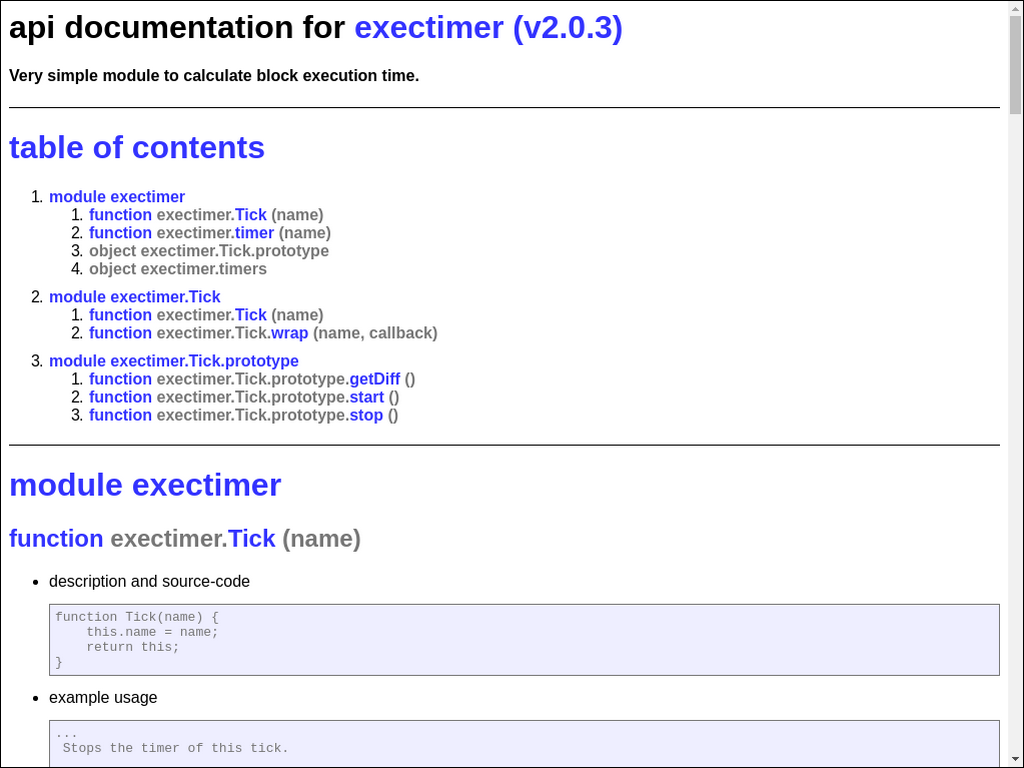 api documentation for exectimer (v2.0.3)
Very simple module to calculate block execution time.
table of contents
1. module exectimer
1. function exectimer.Tick (name)
2. function exectimer.timer (name)
3. object exectimer.Tick.prototype
4. object exectimer.timers
2. module exectimer.Tick
1. function exectimer.Tick (name)
2. function exectimer.Tick.wrap (name, callback)
3. module exectimer.Tick.prototype
1. function exectimer.Tick.prototype.getDiff ()
2. function exectimer.Tick.prototype.start ()
3. function exectimer.Tick.prototype.stop ()
module exectimer
function exectimer.Tick (name)
• description and source-code
function Tick(name) {
    this.name = name;
    return this;
}
• example usage
...
 Stops the timer of this tick.